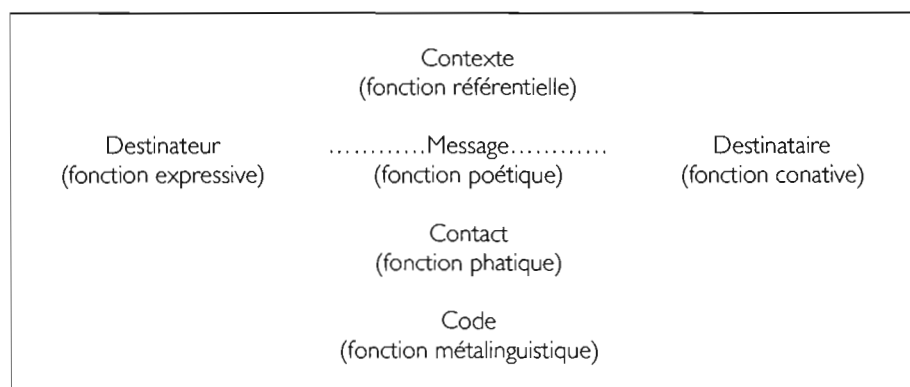 Contexte
(fonction référentielle)
Destinateur …………Message………… Destinataire
(fonction expressive) (fonction poétique) (fonction conative)
Contact
(fonction phatique)
Code
(fonction métalinguistique)